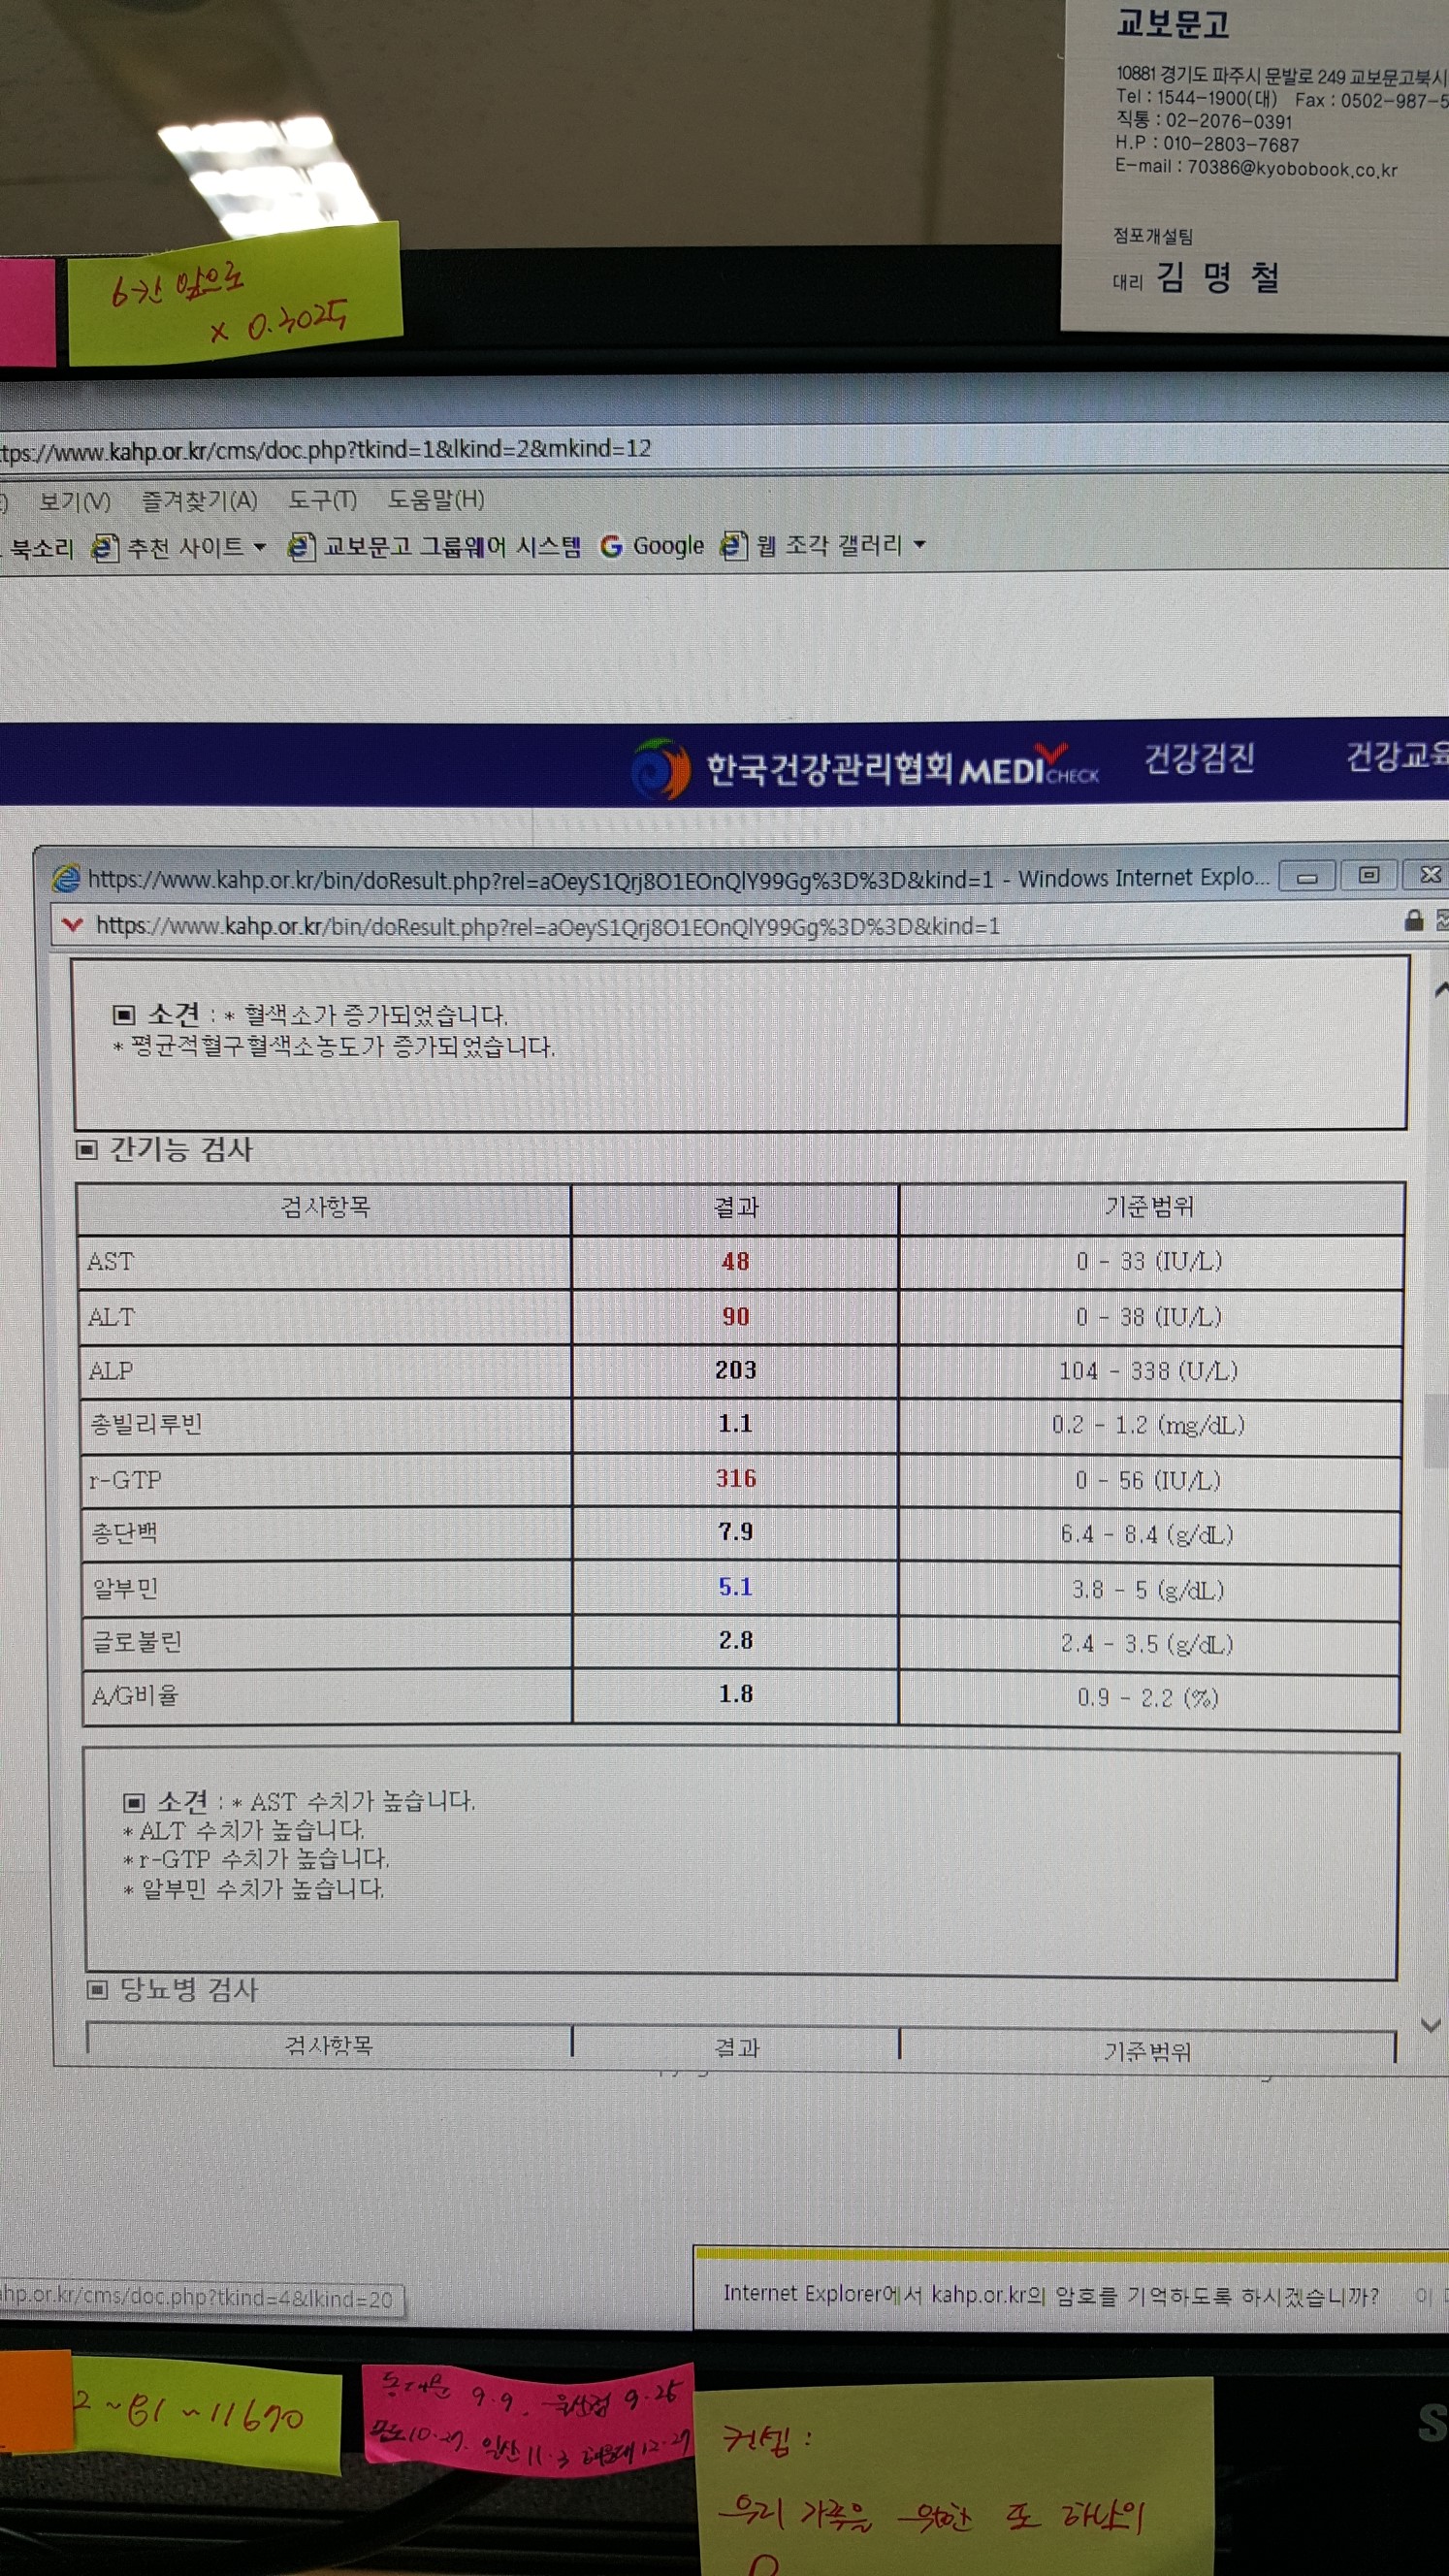 교보문고
10881 경기도 파주시 문발로 249 교보문고북시
Tel : 1544-1900(대) Fax : 0502-987-5
직통 : 02-2076-0391
H.P : 010-2803-7687
E-mail : 70386@kyobobook.co.kr
점포개설팀
대리 김 명 철
6칸 앞으로
x 0.3025
ttps://www.kahp.or.kr/cms/doc.php?tkind=1&lkind=2&mkind=12
보기(V) 즐겨찾기(A) 도구(T) 도움말(H)
북소리 추천 사이트 교보문고 그룹웨어 시스템 Google 웹 조각 갤러리
한국건강관리협회 MEDI CHECK 건강검진 건강교육
https://www.kahp.or.kr/bin/doResult.php?rel=aOeyS1Qrj8O1EOnQlY99Gg%3D%3D&kind=1 - Windows Internet Explo...
https://www.kahp.or.kr/bin/doResult.php?rel=aOeyS1Qrj8O1EOnQlY99Gg%3D%3D&kind=1
▣ 소견 : * 혈색소가 증가되었습니다.
* 평균적혈구혈색소농도가 증가되었습니다.
▣ 간기능 검사
검사항목 결과 기준범위
AST 48 0 - 33 (IU/L)
ALT 90 0 - 38 (IU/L)
ALP 203 104 - 338 (U/L)
총빌리루빈 1.1 0.2 - 1.2 (mg/dL)
r-GTP 316 0 - 56 (IU/L)
총단백 7.9 6.4 - 8.4 (g/dL)
알부민 5.1 3.8 - 5 (g/dL)
글로불린 2.8 2.4 - 3.5 (g/dL)
A/G비율 1.8 0.9 - 2.2 (%)
▣ 소견 : * AST 수치가 높습니다.
* ALT 수치가 높습니다.
* r-GTP 수치가 높습니다.
* 알부민 수치가 높습니다.
▣ 당뇨병 검사
검사항목 결과 기준범위
hp.or.kr/cms/doc.php?tkind=4&lkind=20
Internet Explorer에서 kahp.or.kr의 암호를 기억하도록 하시겠습니까? 이
2 ~B1 ~11670
동대문 9.9. 울산점 9.25
10.27. 일산 11.3 해운대 12.27
컨셉 :
우리 가족을 위한 또 하나의